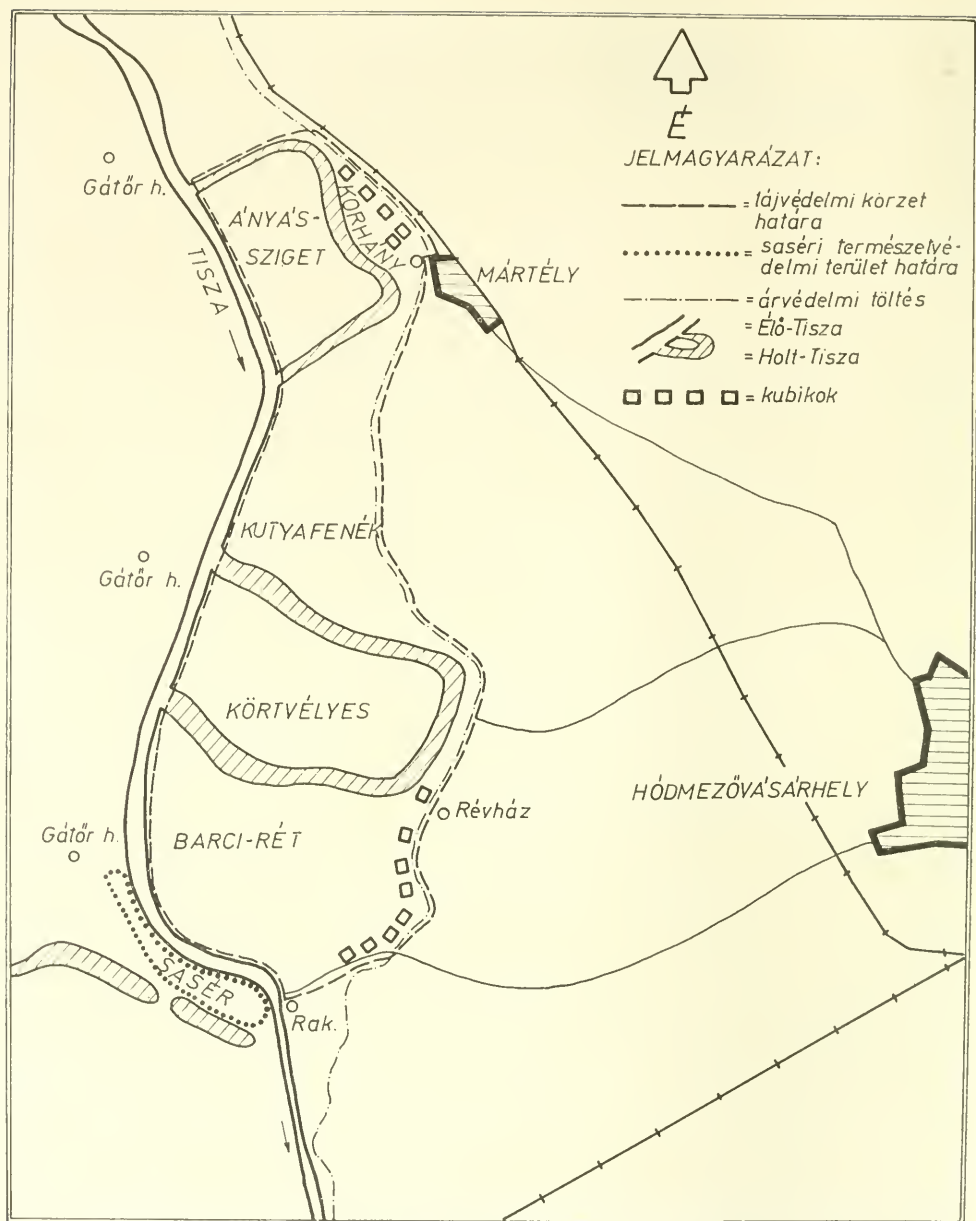 É
JELMAGYARÁZAT:
= tájvédelmi körzet
határa
= saséri természetvé-
delmi terület határa
= árvédelmi töltés
= Élő-Tisza
= Holt-Tisza
= kubikok
Gátőr h.
ÁNYÁS-
SZIGET
KORHÁNY
MÁRTÉLY
TISZA
KUTYAFENÉK
Gátőr h.
KÖRTVÉLYES
HÓDMEZŐVÁSÁRHELY
Révház
Gátőr h.
BARCI-RÉT
SASÉR
Rak.